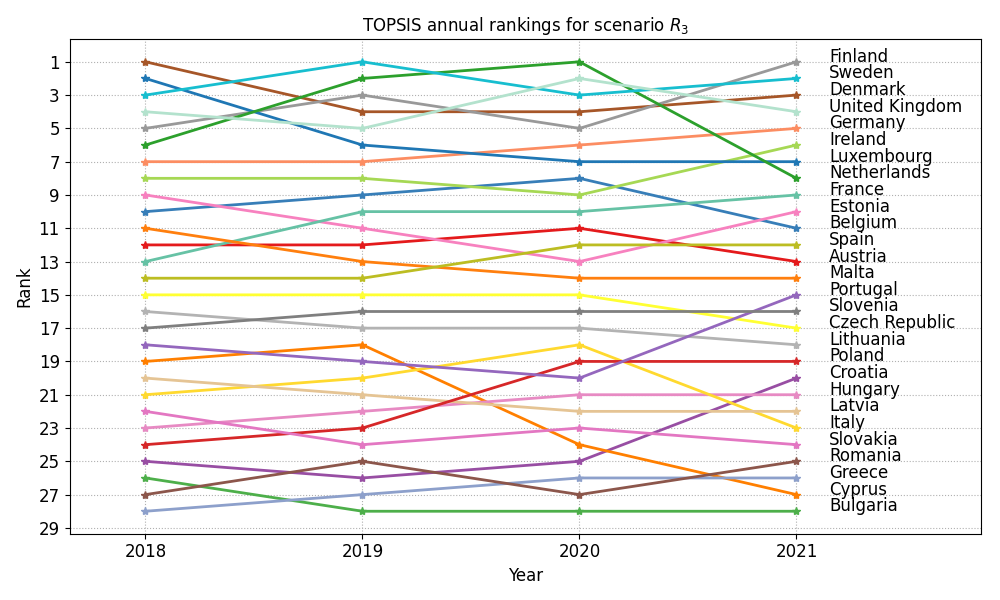 TOPSIS annual rankings for scenario R₃
Rank
1
3
5
7
9
11
13
15
17
19
21
23
25
27
29
Finland
Sweden
Denmark
United Kingdom
Germany
Ireland
Luxembourg
Netherlands
France
Estonia
Belgium
Spain
Austria
Malta
Portugal
Slovenia
Czech Republic
Lithuania
Poland
Croatia
Hungary
Latvia
Italy
Slovakia
Romania
Greece
Cyprus
Bulgaria
2018 2019 2020 2021
Year